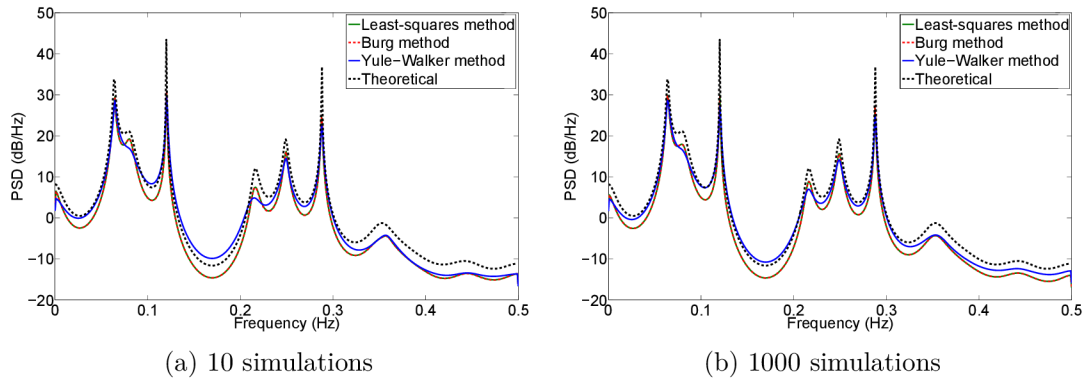 50
40
30
20
10
0
−10
−20
PSD (dB/Hz)
0
0.1
0.2
0.3
0.4
0.5
Frequency (Hz)
Least−squares method
Burg method
Yule−Walker method
Theoretical
(a) 10 simulations
50
40
30
20
10
0
−10
−20
PSD (dB/Hz)
0
0.1
0.2
0.3
0.4
0.5
Frequency (Hz)
Least−squares method
Burg method
Yule−Walker method
Theoretical
(b) 1000 simulations